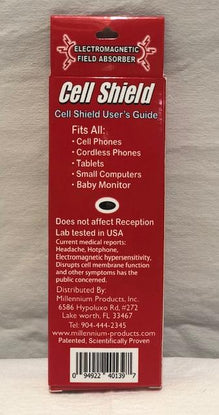 ELECTROMAGNETIC
FIELD ABSORBER
Cell Shield
Cell Shield User's Guide
Fits All:
• Cell Phones
• Cordless Phones
• Tablets
• Small Computers
• Baby Monitor
Does not affect Reception
Lab tested in USA
Current medical reports:
Headache, Hotphone,
Electromagnetic hypersensitivity,
Disrupts cell membrane function
and other symptoms has the
public concerned.
Distributed By:
Millennium Products, Inc.
6586 Hypoluxo Rd, #272
Lake worth, FL 33467
Tel: 904-444-2345
www.millennium-products.com
Patented, Scientifically Proven
0 94922 40139 7